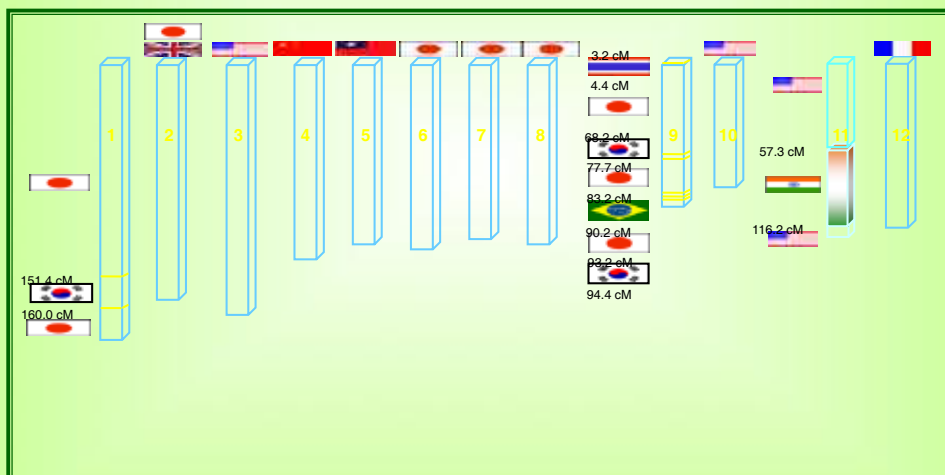 3.2 cM
4.4 cM
1
2
3
4
5
6
7
8
68.2 cM
9
10
11
12
57.3 cM
77.7 cM
83.2 cM
90.2 cM
116.2 cM
93.2 cM
151.4 cM
94.4 cM
160.0 cM